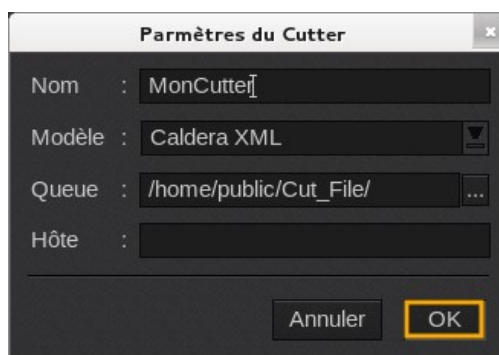 Parmètres du Cutter
Nom : MonCutter
Modèle : Caldera XML
Queue : /home/public/Cut_File/ ...
Hôte :
Annuler OK